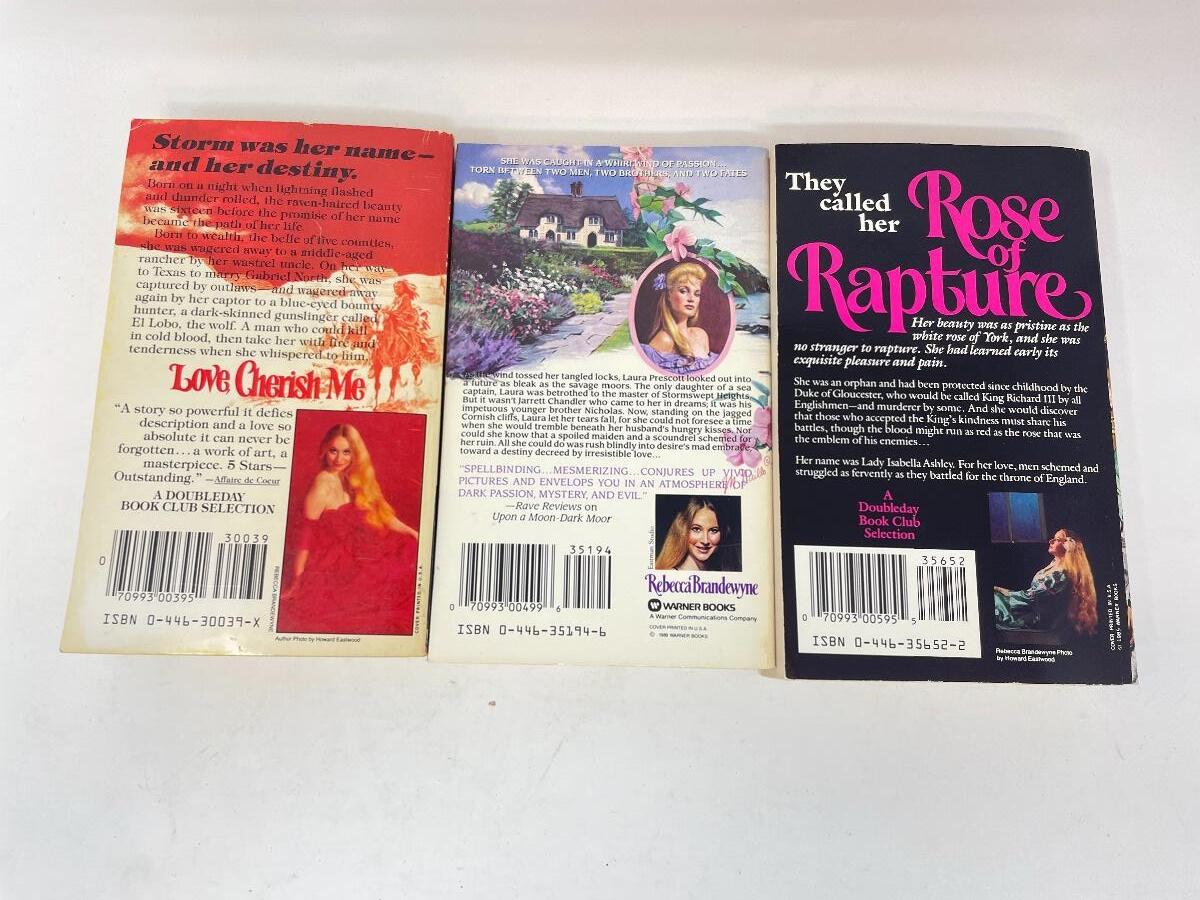 Storm was her name—
and her destiny.
Born on a night when lightning flashed
and thunder rolled, the raven-haired beauty
was sixteen before the promise of her name
became the path of her life.
Born to wealth, the belle of five counties,
she was wagered away to a middle-aged
rancher by her wastrel uncle. On her way
to Texas to marry Gabriel North, she was
captured by outlaws—and wagered away
again by her captor to a blue-eyed bounty
hunter, a dark-skinned gunslinger called
El Lobo, the wolf. A man who could kill
in cold blood, then take her with fire and
tenderness when she whispered to him,
Love Cherish Me
"A story so powerful it defies
description and a love so
absolute it can never be
forgotten...a work of art, a
masterpiece. 5 Stars—
Outstanding." —Affaire de Coeur
A DOUBLEDAY
BOOK CLUB SELECTION
30039
0
70993 00395
ISBN 0-446-30039-X
REBECCA BRANDEWYNE
COVER PRINTED IN U.S.A.
Author Photo by Howard Eastwood
SHE WAS CAUGHT IN A WHIRLWIND OF PASSION...
TORN BETWEEN TWO MEN, TWO BROTHERS, AND TWO FATES
As the wind tossed her tangled locks, Laura Prescott looked out into
a future as bleak as the savage moors. The only daughter of a sea
captain, Laura was betrothed to the master of Stormswept Heights,
But it wasn't Jarrett Chandler who came to her in dreams; it was his
impetuous younger brother Nicholas. Now, standing on the jagged
Cornish cliffs, Laura let her tears fall, for she could not foresee a time
when she would tremble beneath her husband's hungry kisses. Nor
could she know that a spoiled maiden and a scoundrel schemed for
her ruin. All she could do was rush blindly into desire's mad embrace,
toward a destiny decreed by irresistible love...
"SPELLBINDING...MESMERIZING...CONJURES UP VIVID
PICTURES AND ENVELOPS YOU IN AN ATMOSPHERE OF
DARK PASSION, MYSTERY, AND EVIL."
—Rave Reviews on
Upon a Moon-Dark Moor
35194
0
70993 00499
6
ISBN 0-446-35194-6
Eastman Studio
Rebecca Brandewyne
WARNER BOOKS
A Warner Communications Company
COVER PRINTED IN U.S.A
WARNER BOOKS
They
called
her
Rose
of
Rapture
Her beauty was as pristine as the
white rose of York, and she was
no stranger to rapture. She had learned early its
exquisite pleasure and pain.
She was an orphan and had been protected since childhood by the
Duke of Gloucester, who would be called King Richard III by all
Englishmen—and murderer by some. And she would discover
that those who accepted the King's kindness must share his
battles, though the blood might run as red as the rose that was
the emblem of his enemies...
Her name was Lady Isabella Ashley. For her love, men schemed and
struggled as fervently as they battled for the throne of England.
A
Doubleday
Book Club
Selection
35652
0
70993 00595
5
ISBN 0-446-35652-2
Rebecca Brandewyne Photo
by Howard Eastwood
COVER PRINTED IN U.S.A
WARNER BOOKS